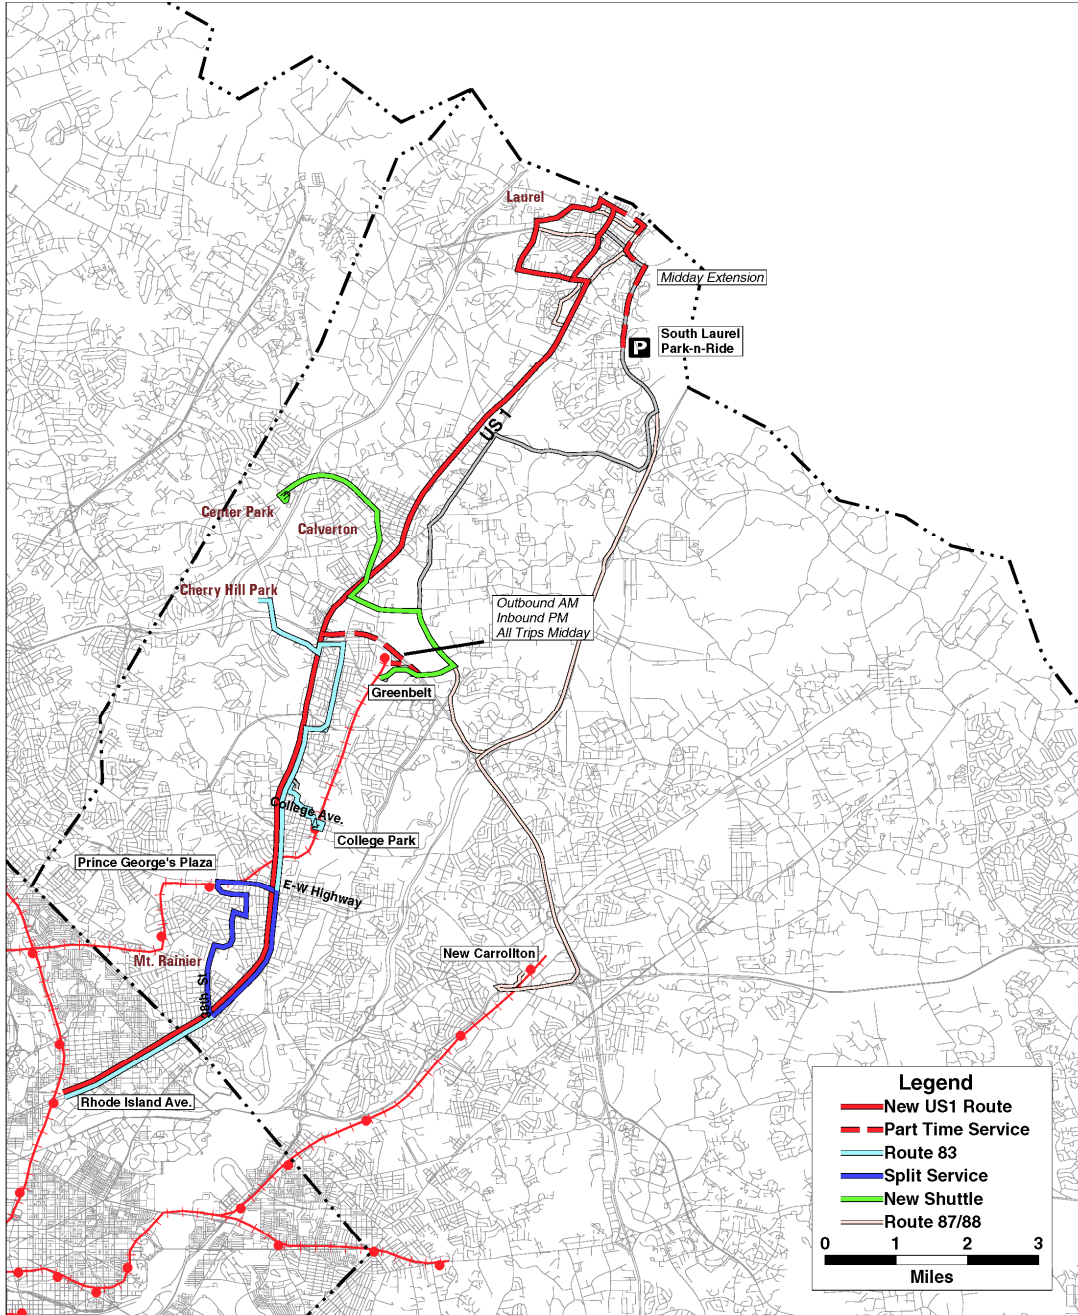 Laurel
Midday Extension
P
South Laurel
Park-n-Ride
US 1
Center Park
Calverton
Cherry Hill Park
Outbound AM
Inbound PM
All Trips Midday
Greenbelt
College Ave.
College Park
Prince George's Plaza
E-W Highway
New Carrollton
Mt. Rainier
38th St
Rhode Island Ave.
Legend
New US1 Route
Part Time Service
Route 83
Split Service
New Shuttle
Route 87/88
0 1 2 3
Miles